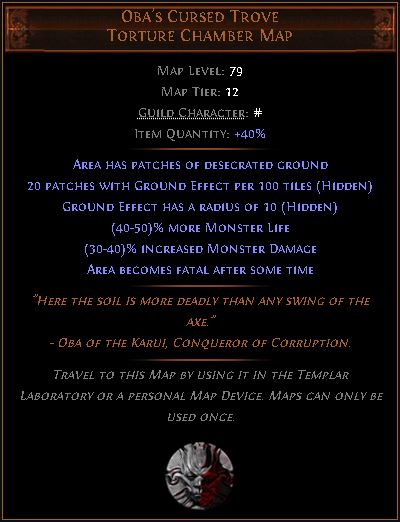 Oba's Cursed Trove
Torture Chamber Map
Map Level: 79
Map Tier: 12
Guild Character: #
Item Quantity: +40%
Area has patches of desecrated ground
20 patches with Ground Effect per 100 tiles (Hidden)
Ground Effect has a radius of 10 (Hidden)
(40-50)% more Monster Life
(30-40)% increased Monster Damage
Area becomes fatal after some time
"Here the soil is more deadly than any swing of the
axe."
- Oba of the Karui, Conqueror of Corruption.
Travel to this Map by using it in the Templar
Laboratory or a personal Map Device. Maps can only be
used once.